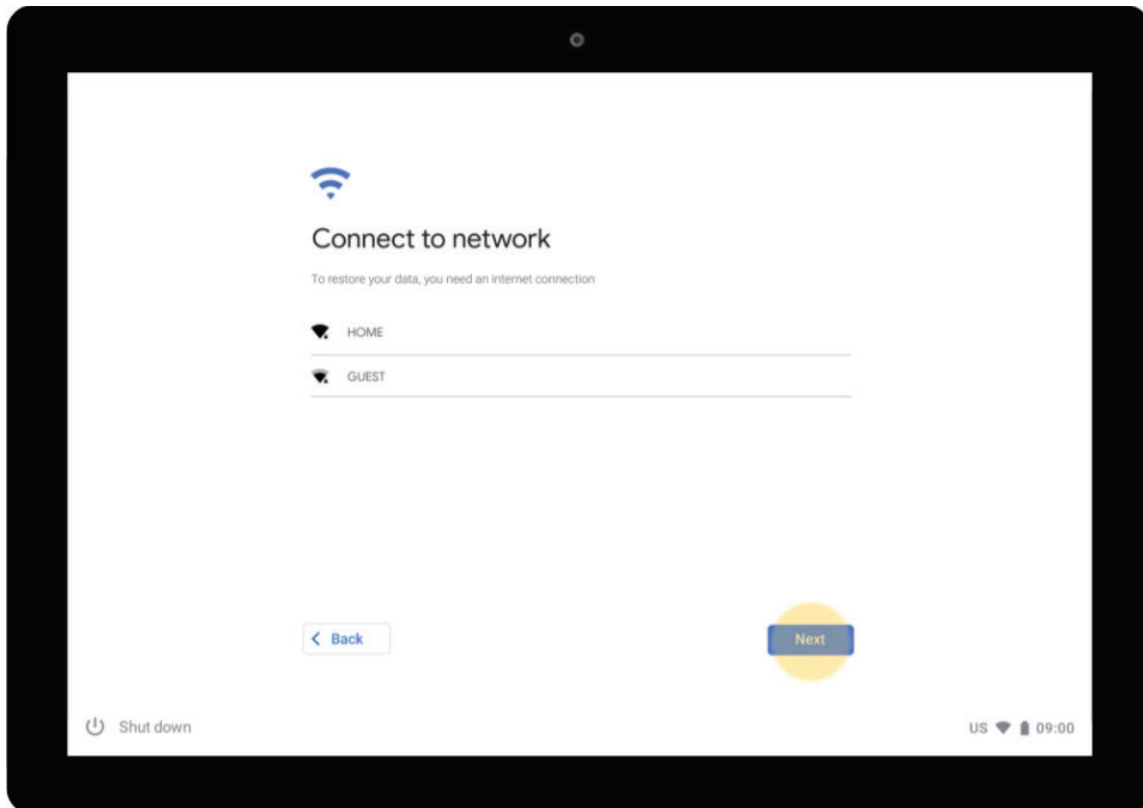 Connect to network
To restore your data, you need an internet connection
HOME
GUEST
Back
Next
Shut down
US 09:00